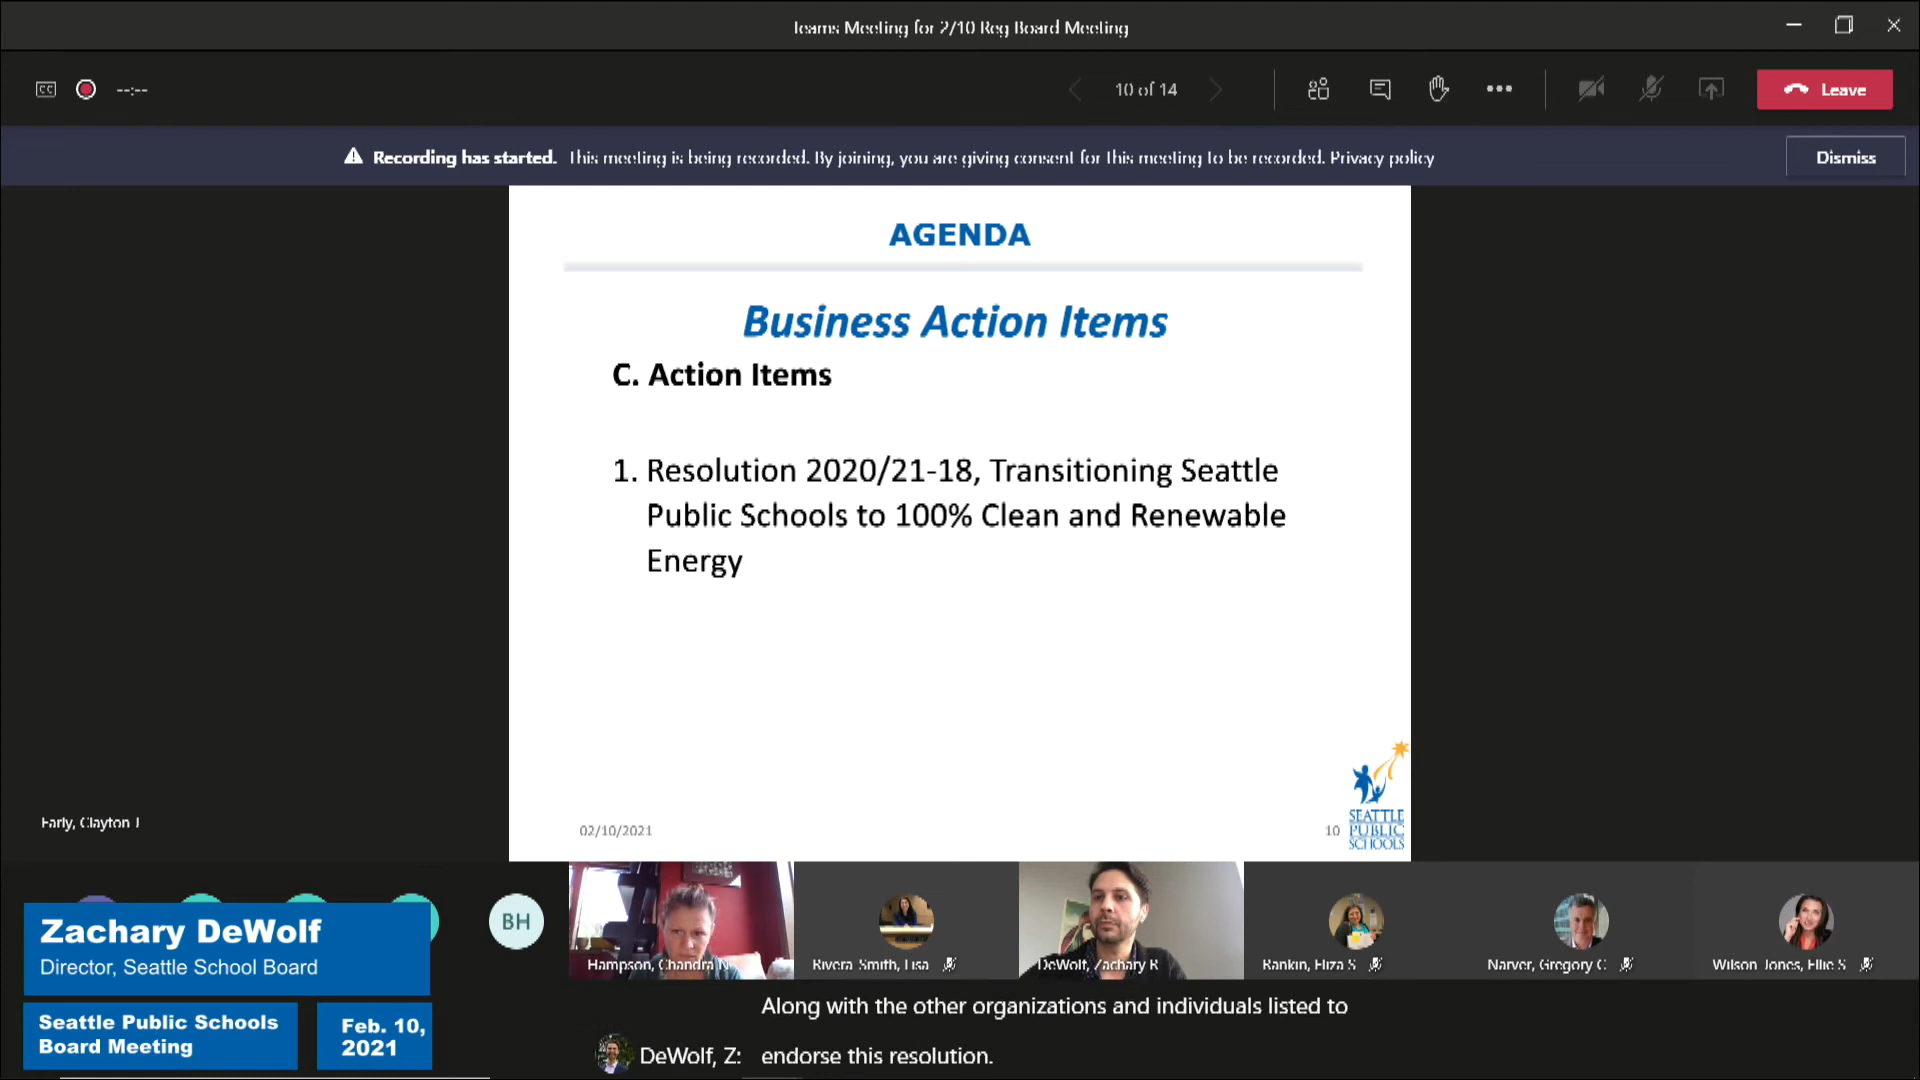 Teams Meeting for 2/10 Reg Board Meeting
CC
--:--
10 of 14
Leave
Recording has started. This meeting is being recorded. By joining, you are giving consent for this meeting to be recorded. Privacy policy
Dismiss
AGENDA
Business Action Items
C. Action Items
1. Resolution 2020/21-18, Transitioning Seattle
Public Schools to 100% Clean and Renewable
Energy
Early, Clayton J
02/10/2021
10
SEATTLE
PUBLIC
SCHOOLS
BH
Hampson, Chandra N
Rivera-Smith, Lisa
DeWolf, Zachary R
Rankin, Eliza S
Narver, Gregory C
Wilson-Jones, Ellie S
Zachary DeWolf
Director, Seattle School Board
Seattle Public Schools
Board Meeting
Feb. 10,
2021
Along with the other organizations and individuals listed to
DeWolf, Z: endorse this resolution.